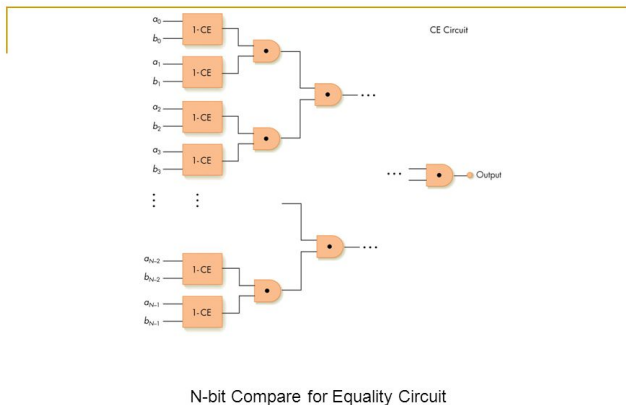 a0
1-CE
b0
CE Circuit
a1
1-CE
b1
a2
1-CE
b2
a3
1-CE
b3
...
...
Output
⋮ ⋮
...
aN–2
1-CE
bN–2
aN–1
1-CE
bN–1
N-bit Compare for Equality Circuit